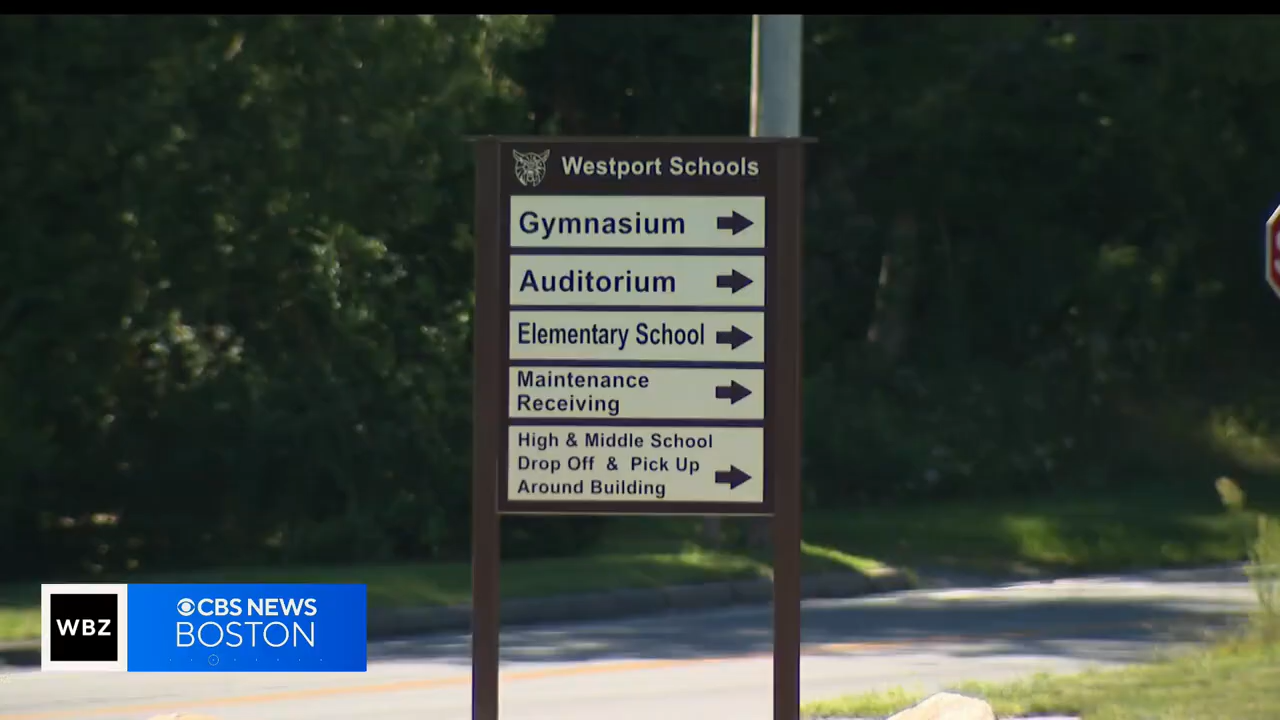 Westport Schools
Gymnasium
Auditorium
Elementary School
Maintenance
Receiving
High & Middle School
Drop Off & Pick Up
Around Building
WBZ
CBS NEWS
BOSTON